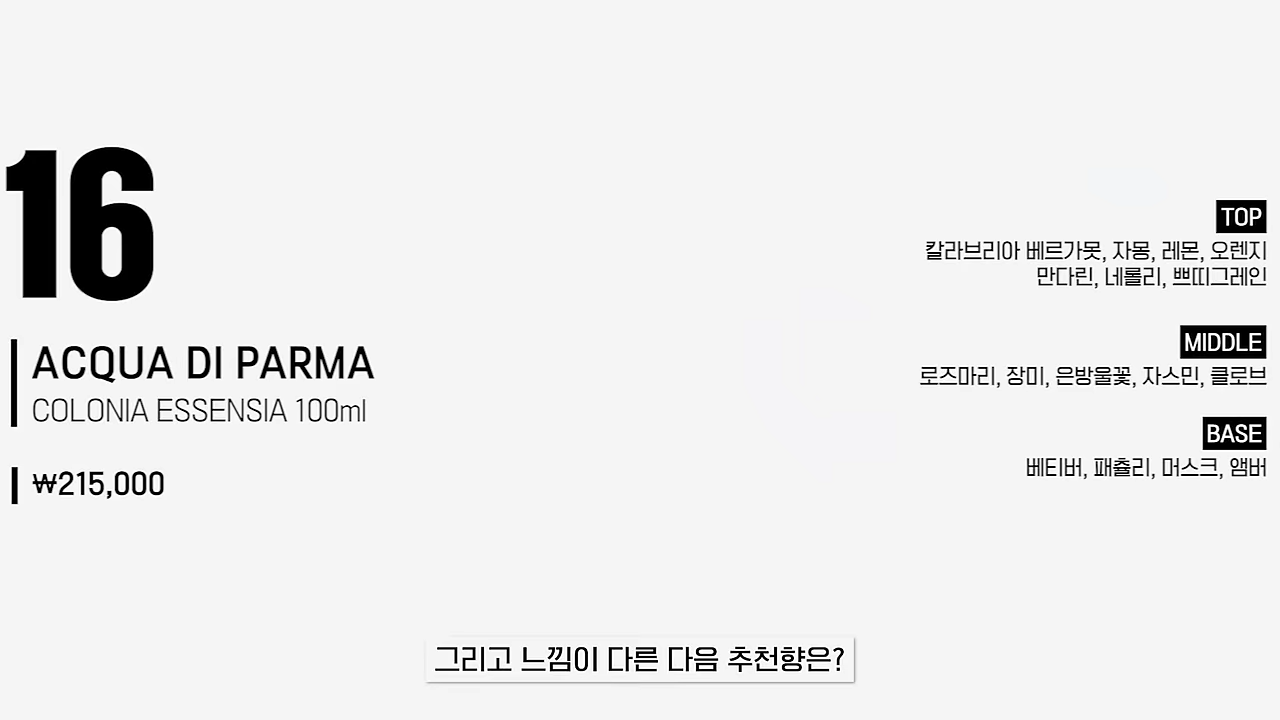 16
ACQUA DI PARMA
COLONIA ESSENSIA 100ml
₩215,000
TOP
칼라브리아 베르가못, 자몽, 레몬, 오렌지
만다린, 네롤리, 쁘띠그레인
MIDDLE
로즈마리, 장미, 은방울꽃, 자스민, 클로브
BASE
베티버, 패츌리, 머스크, 앰버
그리고 느낌이 다른 다음 추천향은?